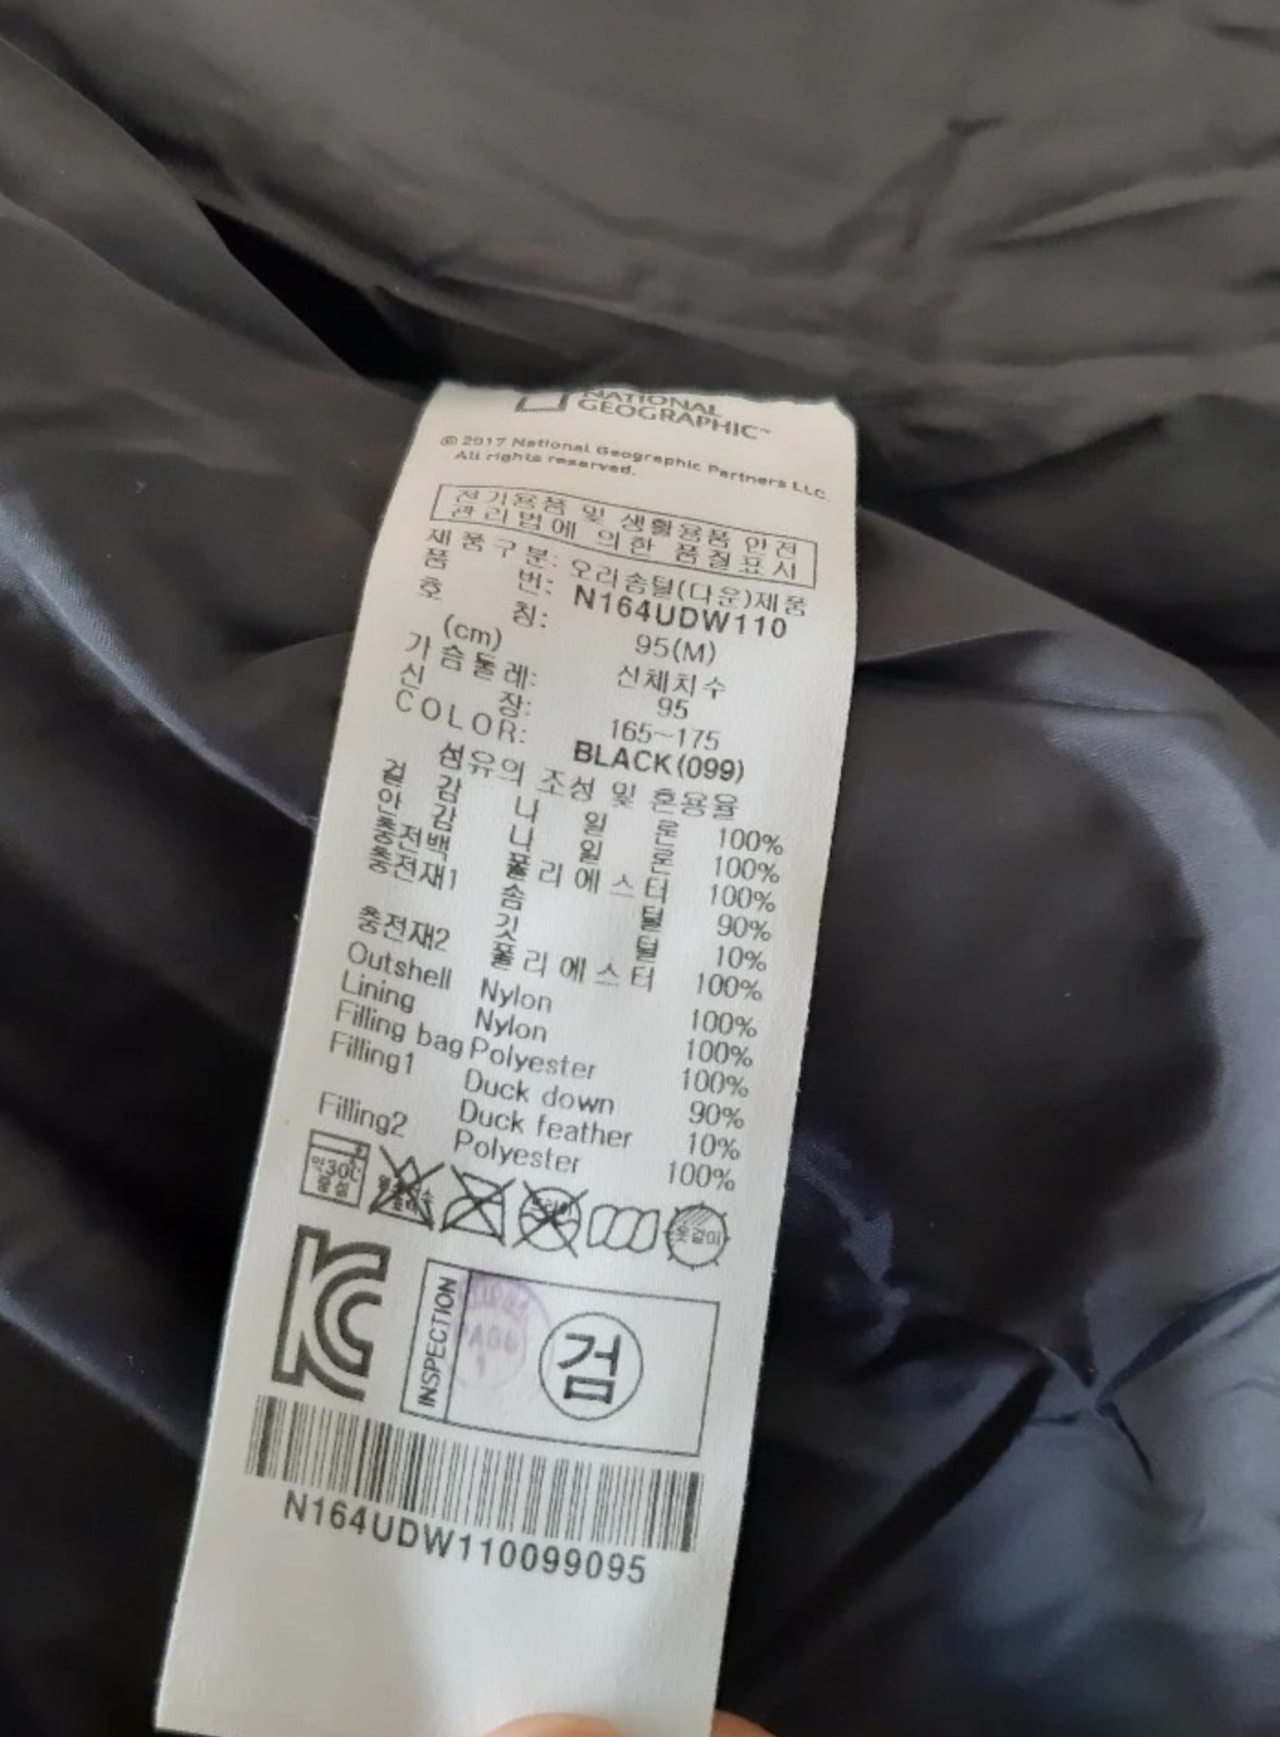 NATIONAL
GEOGRAPHIC™
© 2017 National Geographic Partners LLC.
All rights reserved.
전기용품 및 생활용품 안전
관리법에 의한 품질표시
제품구분: 오리솜털(다운)제품
품 번: N164UDW110
호 칭: 95(M)
(cm) 신체치수
가슴둘레: 95
신 장: 165~175
COLOR: BLACK(099)
섬유의 조성 및 혼용율
겉 감 나 일 론 100%
안 감 나 일 론 100%
충전백 폴리에스터 100%
충전재1 솜 털 90%
깃 털 10%
충전재2 폴리에스터 100%
Outshell Nylon 100%
Lining Nylon 100%
Filling bag Polyester 100%
Filling1 Duck down 90%
Duck feather 10%
Filling2 Polyester 100%
약30℃
중성
옷걸이
KC
INSPECTION
검
N164UDW110099095